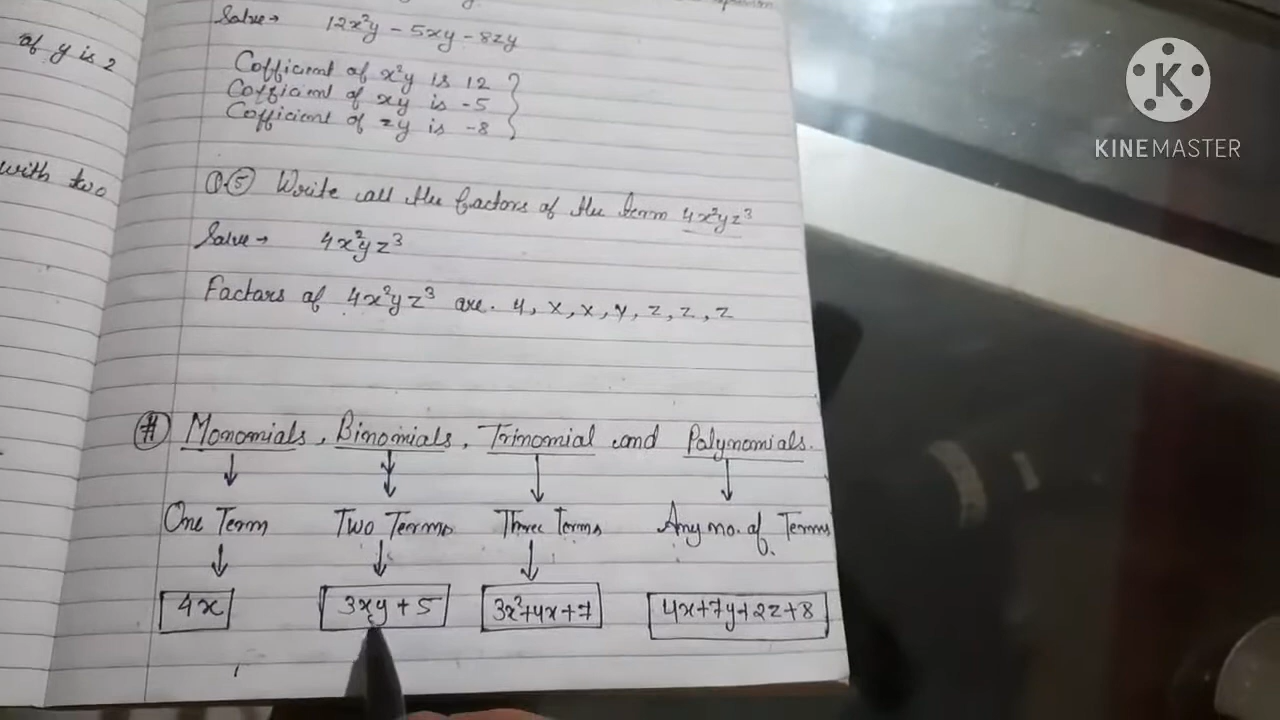 of y is 2
with two
Solve → 12x²y - 5xy - 8zy
Cofficient of x²y is 12
Cofficient of xy is -5
Cofficient of zy is -8
Q.⑤ Write all the factors of the term 4x²yz³
Solve → 4x²yz³
Factors of 4x²yz³ are. 4, x, x, y, z, z, z
# Monomials, Binomials, Trinomial and Polynomials.
One Term Two Terms Three Terms Any no. of Terms
4x 3xy + 5 3x²+4x+7 4x+7y+2z+8
K
KINEMASTER